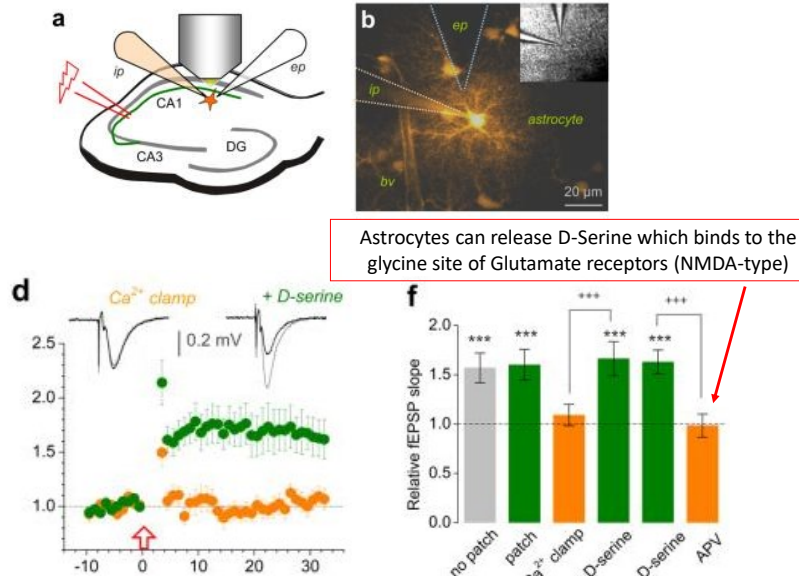 a
ip
ep
CA1
CA3
DG
b
ep
ip
astrocyte
bv
20 µm
Astrocytes can release D-Serine which binds to the
glycine site of Glutamate receptors (NMDA-type)
d
Ca²⁺ clamp
+ D-serine
0.2 mV
2.5
2.0
1.5
1.0
-10 0 10 20 30
f
+++
+++
***
***
***
***
2.0
1.5
1.0
0.5
0.0
Relative fEPSP slope
no patch
patch
Ca²⁺ clamp
D-serine
D-serine
APV